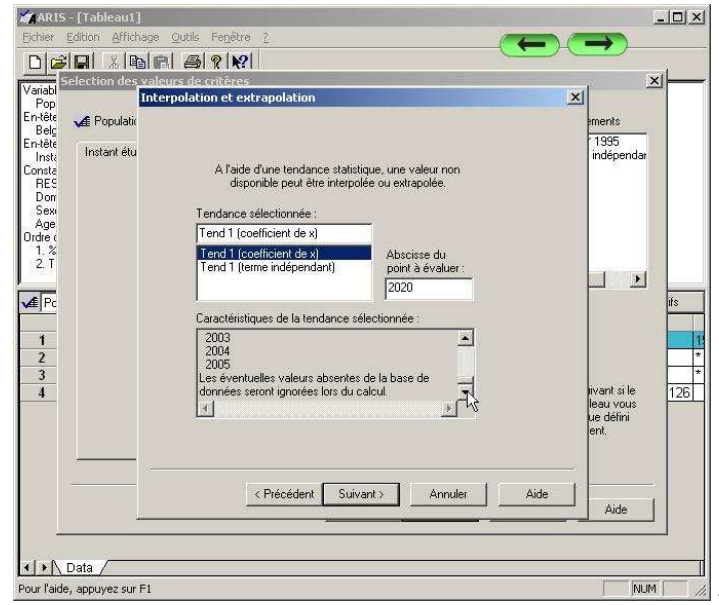 ARIS - [Tableau1]
Fichier Edition Affichage Outils Fenêtre ?
Sélection des valeurs de critères
Variabl
Pop
En-tête
Belg
En-tête
Insta
Consta
RES
Dom
Sex
Age
Ordre d
1. %
2. T
Populati
Instant étu
ements
1995
indépendar
Interpolation et extrapolation
A l'aide d'une tendance statistique, une valeur non
disponible peut être interpolée ou extrapolée.
Tendance sélectionnée :
Tend 1 (coefficient de x)
Tend 1 (coefficient de x)
Tend 1 (terme indépendant)
Abscisse du
point à évaluer :
2020
Caractéristiques de la tendance sélectionnée :
2003
2004
2005
Les éventuelles valeurs absentes de la base de
données seront ignorées lors du calcul.
< Précédent Suivant > Annuler Aide
Po
ifs
1
2 *
3 *
4 126
uivant si le
leau vous
ue défini
ent.
Aide
Data
Pour l'aide, appuyez sur F1 NUM